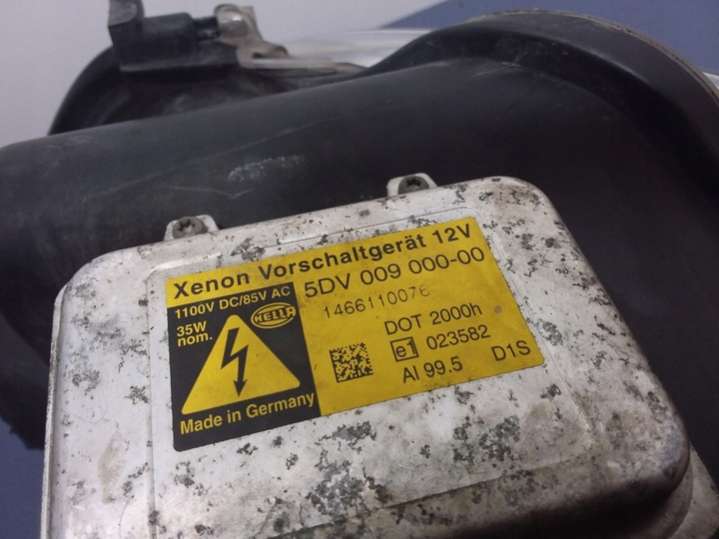 Xenon Vorschaltgerät 12V
1100V DC/85V AC
5DV 009 000-00
35W
nom.
HELLA
1466110076
DOT 2000h
e1 023582
Al 99.5 D1S
Made in Germany